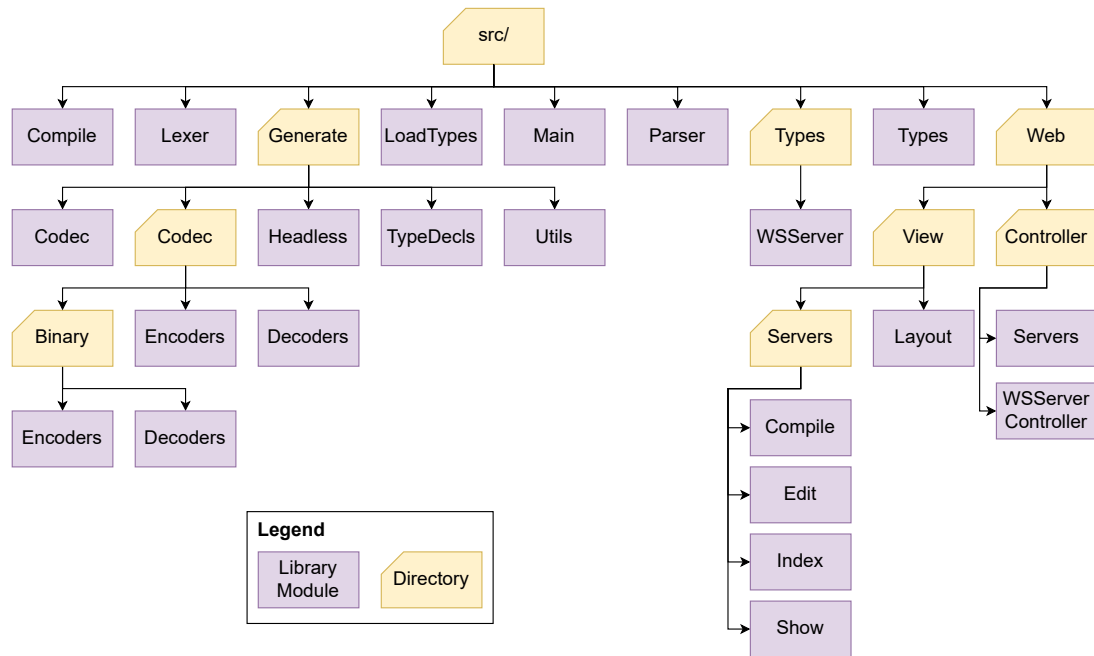 src/
Compile
Lexer
Generate
LoadTypes
Main
Parser
Types
Types
Web
Codec
Codec
Headless
TypeDecls
Utils
WSServer
View
Controller
Binary
Encoders
Decoders
Servers
Layout
Servers
WSServer
Controller
Encoders
Decoders
Compile
Edit
Index
Show
Legend
Library
Module
Directory